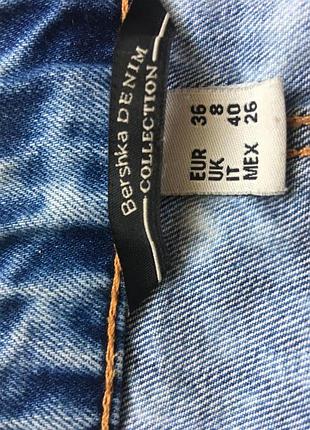 Bershka DENIM
COLLECTION
EUR 36
UK 8
IT 40
MEX 26